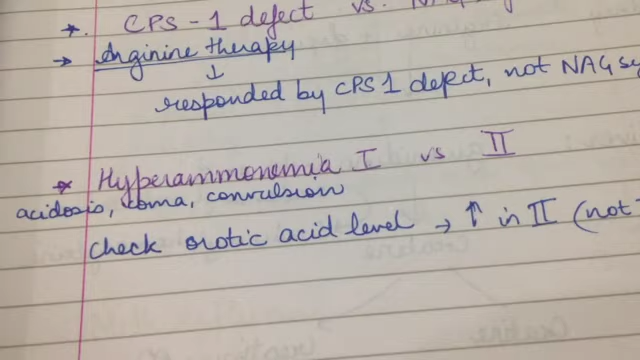 *. CPS-1 defect vs.
→ Arginine therapy
↓
responded by CPS 1 defect, not NAG
* Hyperammonemia I vs II
acidosis, coma, convulsion
Check orotic acid level → ↑ in II (not